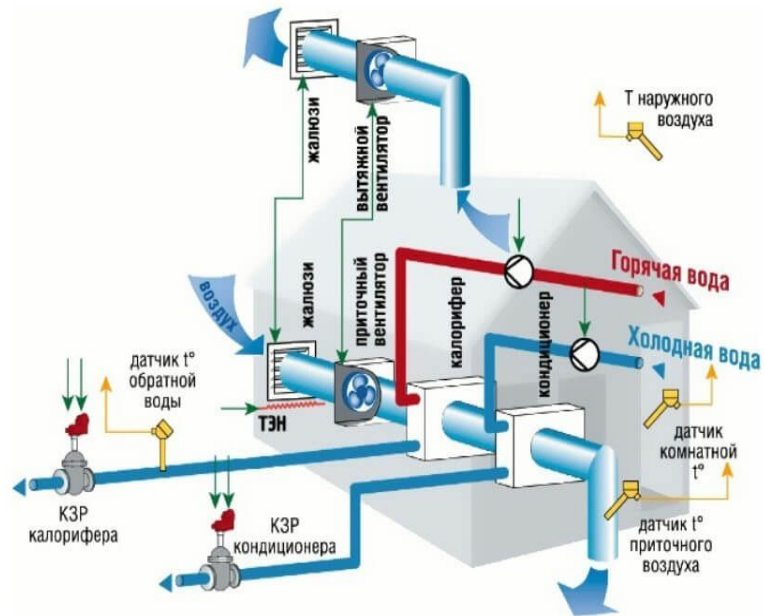 жалюзи
вытяжной
вентилятор
Т наружного
воздуха
воздух
жалюзи
приточный
вентилятор
калорифер
кондиционер
Горячая вода
Холодная вода
датчик t°
обратной
воды
ТЭН
датчик
комнатной
t°
КЗР
калорифера
КЗР
кондиционера
датчик t°
приточного
воздуха